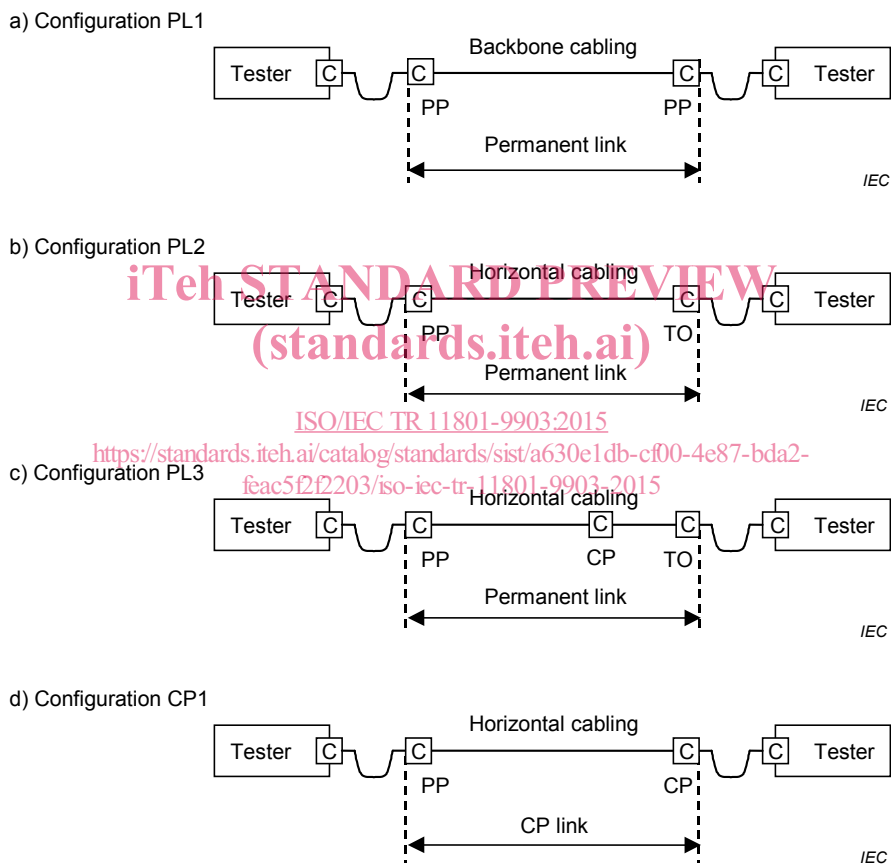 a) Configuration PL1
Backbone cabling
Tester C C C C Tester
PP PP
Permanent link
IEC
b) Configuration PL2
iTeh STANDARD PREVIEW
Horizontal cabling
Tester C C C C Tester
PP TO
(standards.iteh.ai)
Permanent link
IEC
ISO/IEC TR 11801-9903:2015
https://standards.iteh.ai/catalog/standards/sist/a630e1db-cf00-4e87-bda2-
c) Configuration PL3
feac5f2f2203/iso-iec-tr-11801-9903-2015
Horizontal cabling
Tester C C C C C Tester
PP CP TO
Permanent link
IEC
d) Configuration CP1
Horizontal cabling
Tester C C C C Tester
PP CP
CP link
IEC